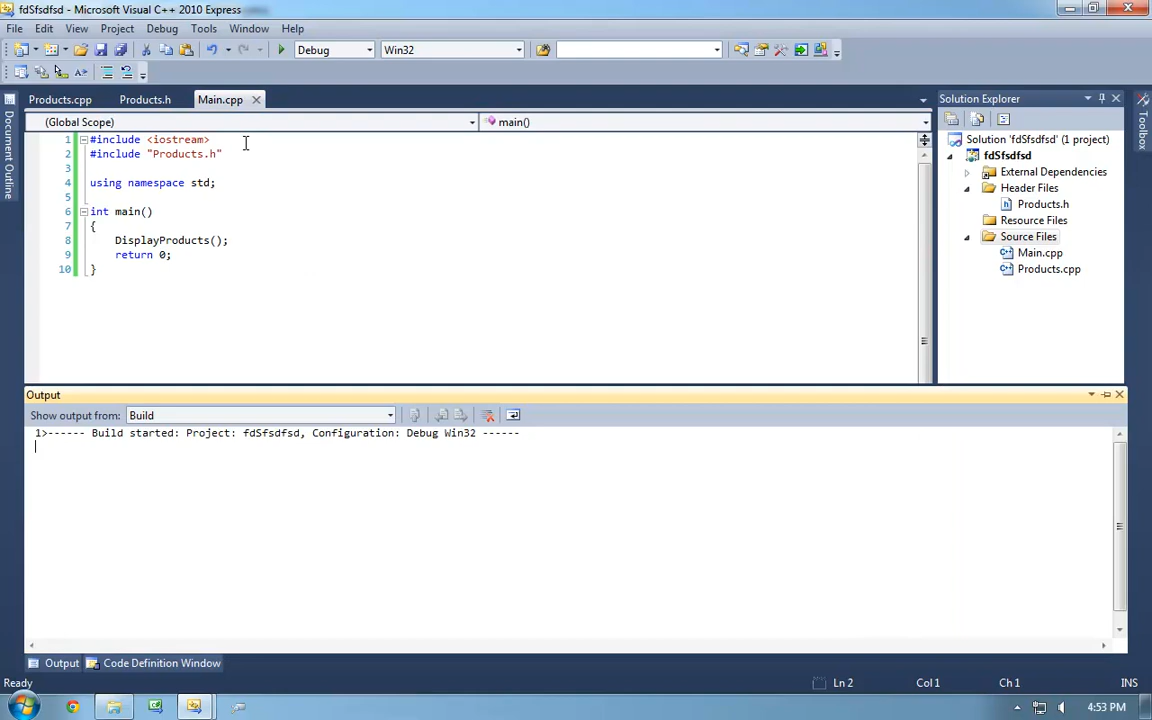 fdSfsdfsd - Microsoft Visual C++ 2010 Express
File Edit View Project Debug Tools Window Help
Debug Win32
Products.cpp Products.h Main.cpp
(Global Scope) main()
1 #include <iostream>
2 #include "Products.h"
3
4 using namespace std;
5
6 int main()
7 {
8 DisplayProducts();
9 return 0;
10 }
Document Outline
Solution Explorer
Solution 'fdSfsdfsd' (1 project)
fdSfsdfsd
External Dependencies
Header Files
Products.h
Resource Files
Source Files
Main.cpp
Products.cpp
Toolbox
Output
Show output from: Build
1>------ Build started: Project: fdSfsdfsd, Configuration: Debug Win32 ------
Output Code Definition Window
Ready Ln 2 Col 1 Ch 1 INS
4:53 PM